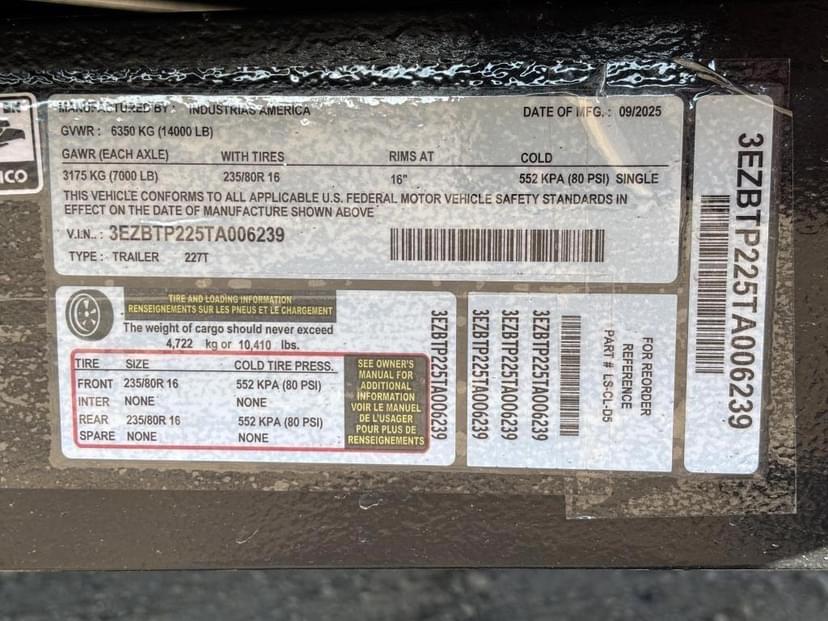 EN
ICO
MANUFACTURED BY : INDUSTRIAS AMERICA DATE OF MFG. : 09/2025
GVWR : 6350 KG (14000 LB)
GAWR (EACH AXLE) WITH TIRES RIMS AT COLD
3175 KG (7000 LB) 235/80R 16 16" 552 KPA (80 PSI) SINGLE
THIS VEHICLE CONFORMS TO ALL APPLICABLE U.S. FEDERAL MOTOR VEHICLE SAFETY STANDARDS IN
EFFECT ON THE DATE OF MANUFACTURE SHOWN ABOVE
V.I.N.. : 3EZBTP225TA006239
TYPE : TRAILER 227T
TIRE AND LOADING INFORMATION
RENSEIGNEMENTS SUR LES PNEUS ET LE CHARGEMENT
The weight of cargo should never exceed
4,722 kg or 10,410 lbs.
TIRE SIZE COLD TIRE PRESS.
FRONT 235/80R 16 552 KPA (80 PSI)
INTER NONE NONE
REAR 235/80R 16 552 KPA (80 PSI)
SPARE NONE NONE
SEE OWNER'S
MANUAL FOR
ADDITIONAL
INFORMATION
VOIR LE MANUEL
DE L'USAGER
POUR PLUS DE
RENSEIGNEMENTS
3EZBTP225TA006239
3EZBTP225TA006239
3EZBTP225TA006239
3EZBTP225TA006239
FOR REORDER
REFERENCE
PART # LS-CL-D5
3EZBTP225TA006239